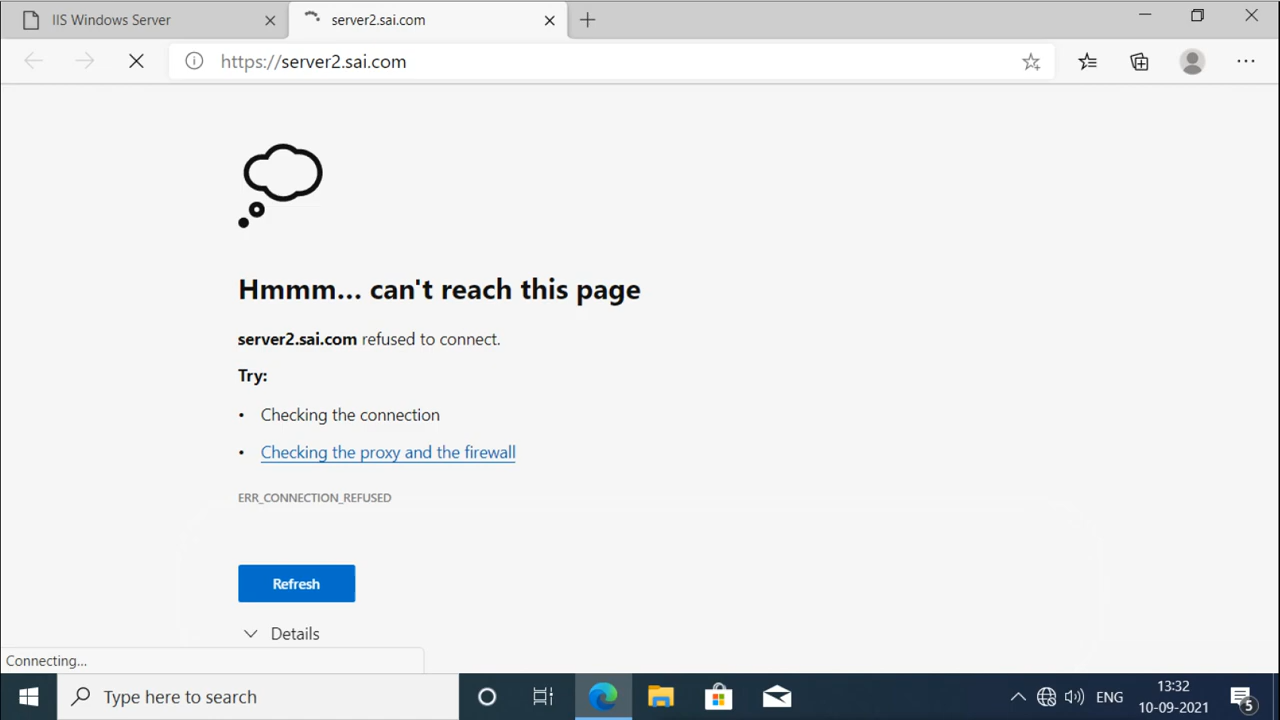 IIS Windows Server
server2.sai.com
https://server2.sai.com
Hmmm... can't reach this page
server2.sai.com refused to connect.
Try:
• Checking the connection
• Checking the proxy and the firewall
ERR_CONNECTION_REFUSED
Refresh
Details
Connecting...
Type here to search
ENG
13:32
10-09-2021
5